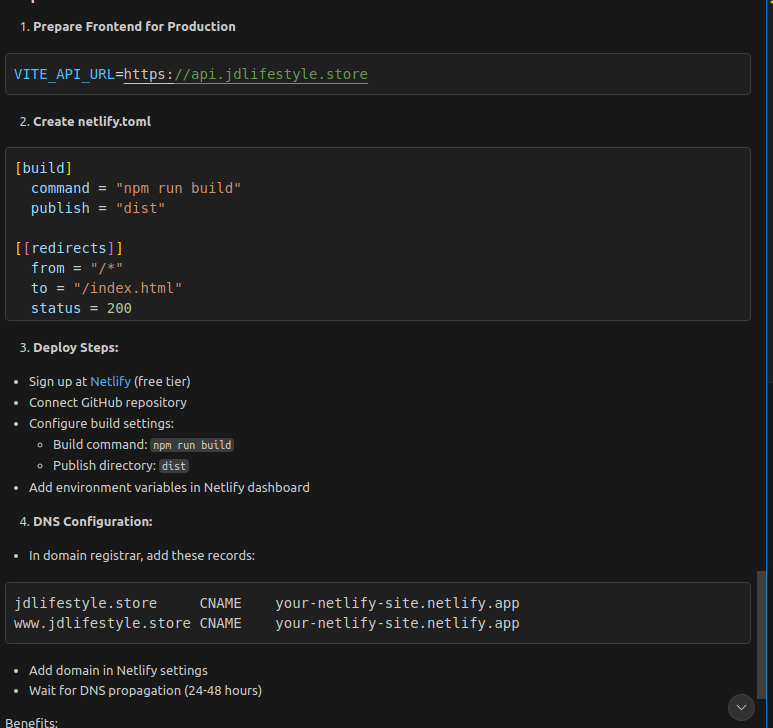 1. Prepare Frontend for Production
VITE_API_URL=https://api.jdlifestyle.store
2. Create netlify.toml
[build]
  command = "npm run build"
  publish = "dist"

[[redirects]]
  from = "/*"
  to = "/index.html"
  status = 200
3. Deploy Steps:
• Sign up at Netlify (free tier)
• Connect GitHub repository
• Configure build settings:
  ◦ Build command: npm run build
  ◦ Publish directory: dist
• Add environment variables in Netlify dashboard
4. DNS Configuration:
• In domain registrar, add these records:
jdlifestyle.store     CNAME    your-netlify-site.netlify.app
www.jdlifestyle.store CNAME    your-netlify-site.netlify.app
• Add domain in Netlify settings
• Wait for DNS propagation (24-48 hours)
Benefits: